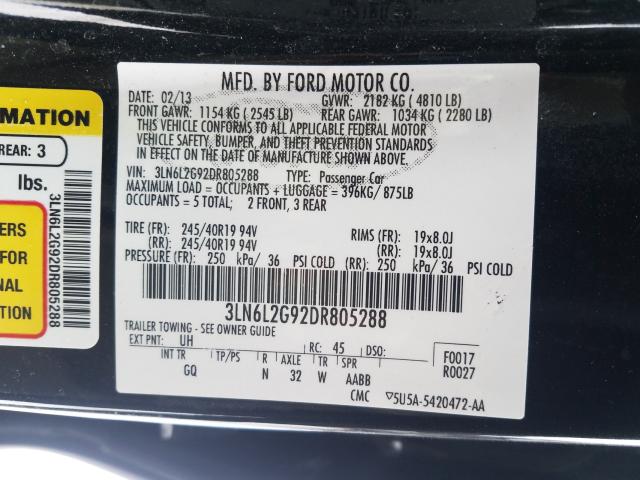 MFD. BY FORD MOTOR CO.
DATE: 02/13 GVWR: 2182 KG ( 4810 LB)
FRONT GAWR: 1154 KG ( 2545 LB) REAR GAWR: 1034 KG ( 2280 LB)
THIS VEHICLE CONFORMS TO ALL APPLICABLE FEDERAL MOTOR
VEHICLE SAFETY, BUMPER, AND THEFT PREVENTION STANDARDS
IN EFFECT ON THE DATE OF MANUFACTURE SHOWN ABOVE.
VIN: 3LN6L2G92DR805288 TYPE: Passenger Car
MAXIMUM LOAD = OCCUPANTS + LUGGAGE = 396KG/ 875LB
OCCUPANTS = 5 TOTAL: 2 FRONT, 3 REAR
TIRE (FR): 245/40R19 94V RIMS (FR): 19x8.0J
(RR): 245/40R19 94V (RR): 19x8.0J
PRESSURE (FR): 250 kPa/ 36 PSI COLD (RR): 250 kPa/ 36 PSI COLD
3LN6L2G92DR805288
TRAILER TOWING - SEE OWNER GUIDE
EXT PNT: UH RC: 45 DSO: F0017
INT TR TP/PS R AXLE TR SPR R0027
GQ N 32 W AABB
CMC ▽5U5A-5420472-AA
RMATION
REAR: 3
lbs.
ERS
FOR
NAL
ION
3LN6L2G92DR805288